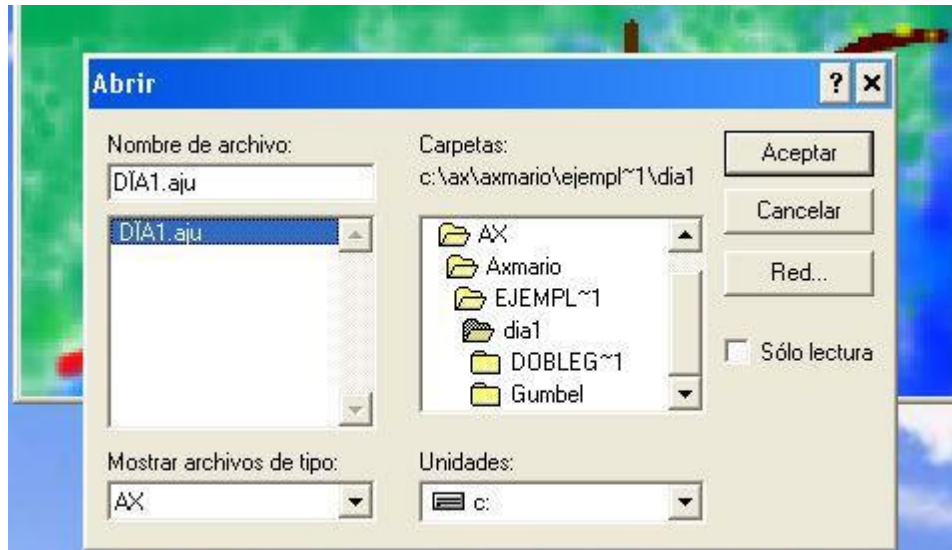 Abrir
Nombre de archivo:
DÏA1.aju
DÏA1.aju
Mostrar archivos de tipo:
AX
Carpetas:
c:\ax\axmario\ejempl~1\dia1
AX
Axmario
EJEMPL~1
dia1
DOBLEG~1
Gumbel
Unidades:
c:
Aceptar
Cancelar
Red...
Sólo lectura